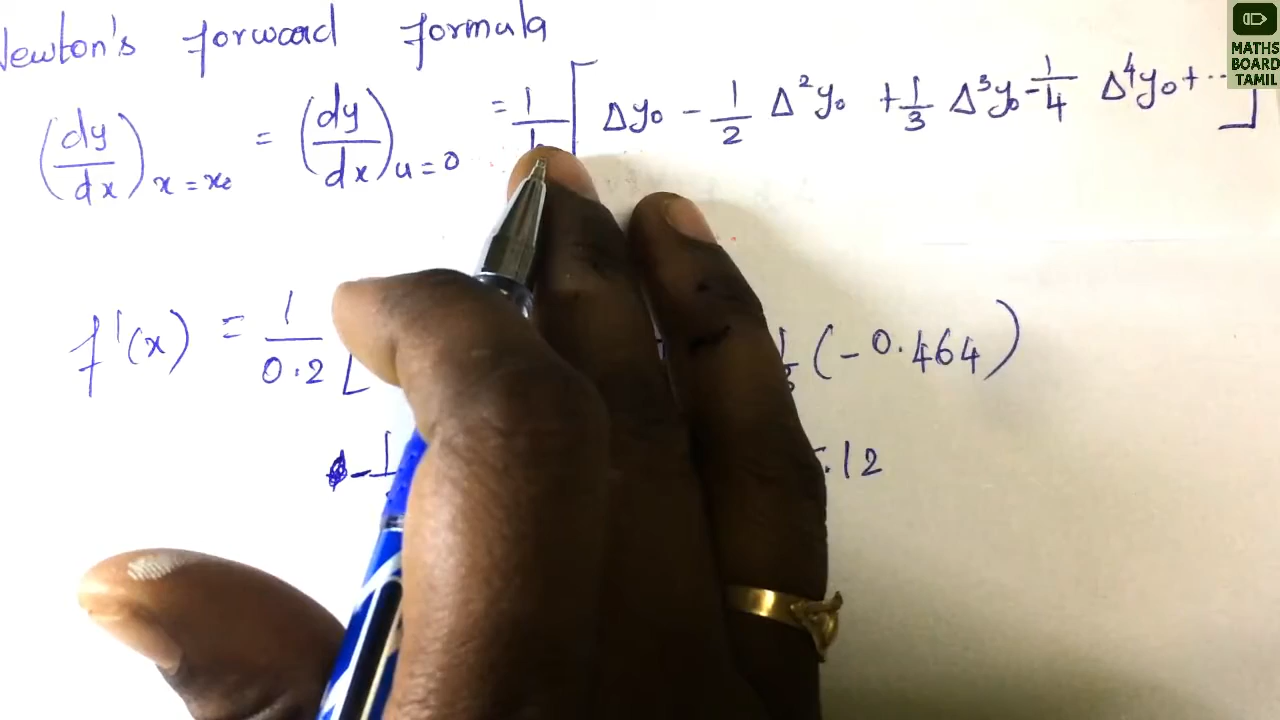 Newton's forward formula
(dy/dx)x=x₀ = (dy/dx)u=0 = 1/h [ Δy₀ - 1/2 Δ²y₀ + 1/3 Δ³y₀ - 1/4 Δ⁴y₀ + ... ]
f'(x) = 1/0.2 [ (-0.464)
.12
MATHS
BOARD
TAMIL